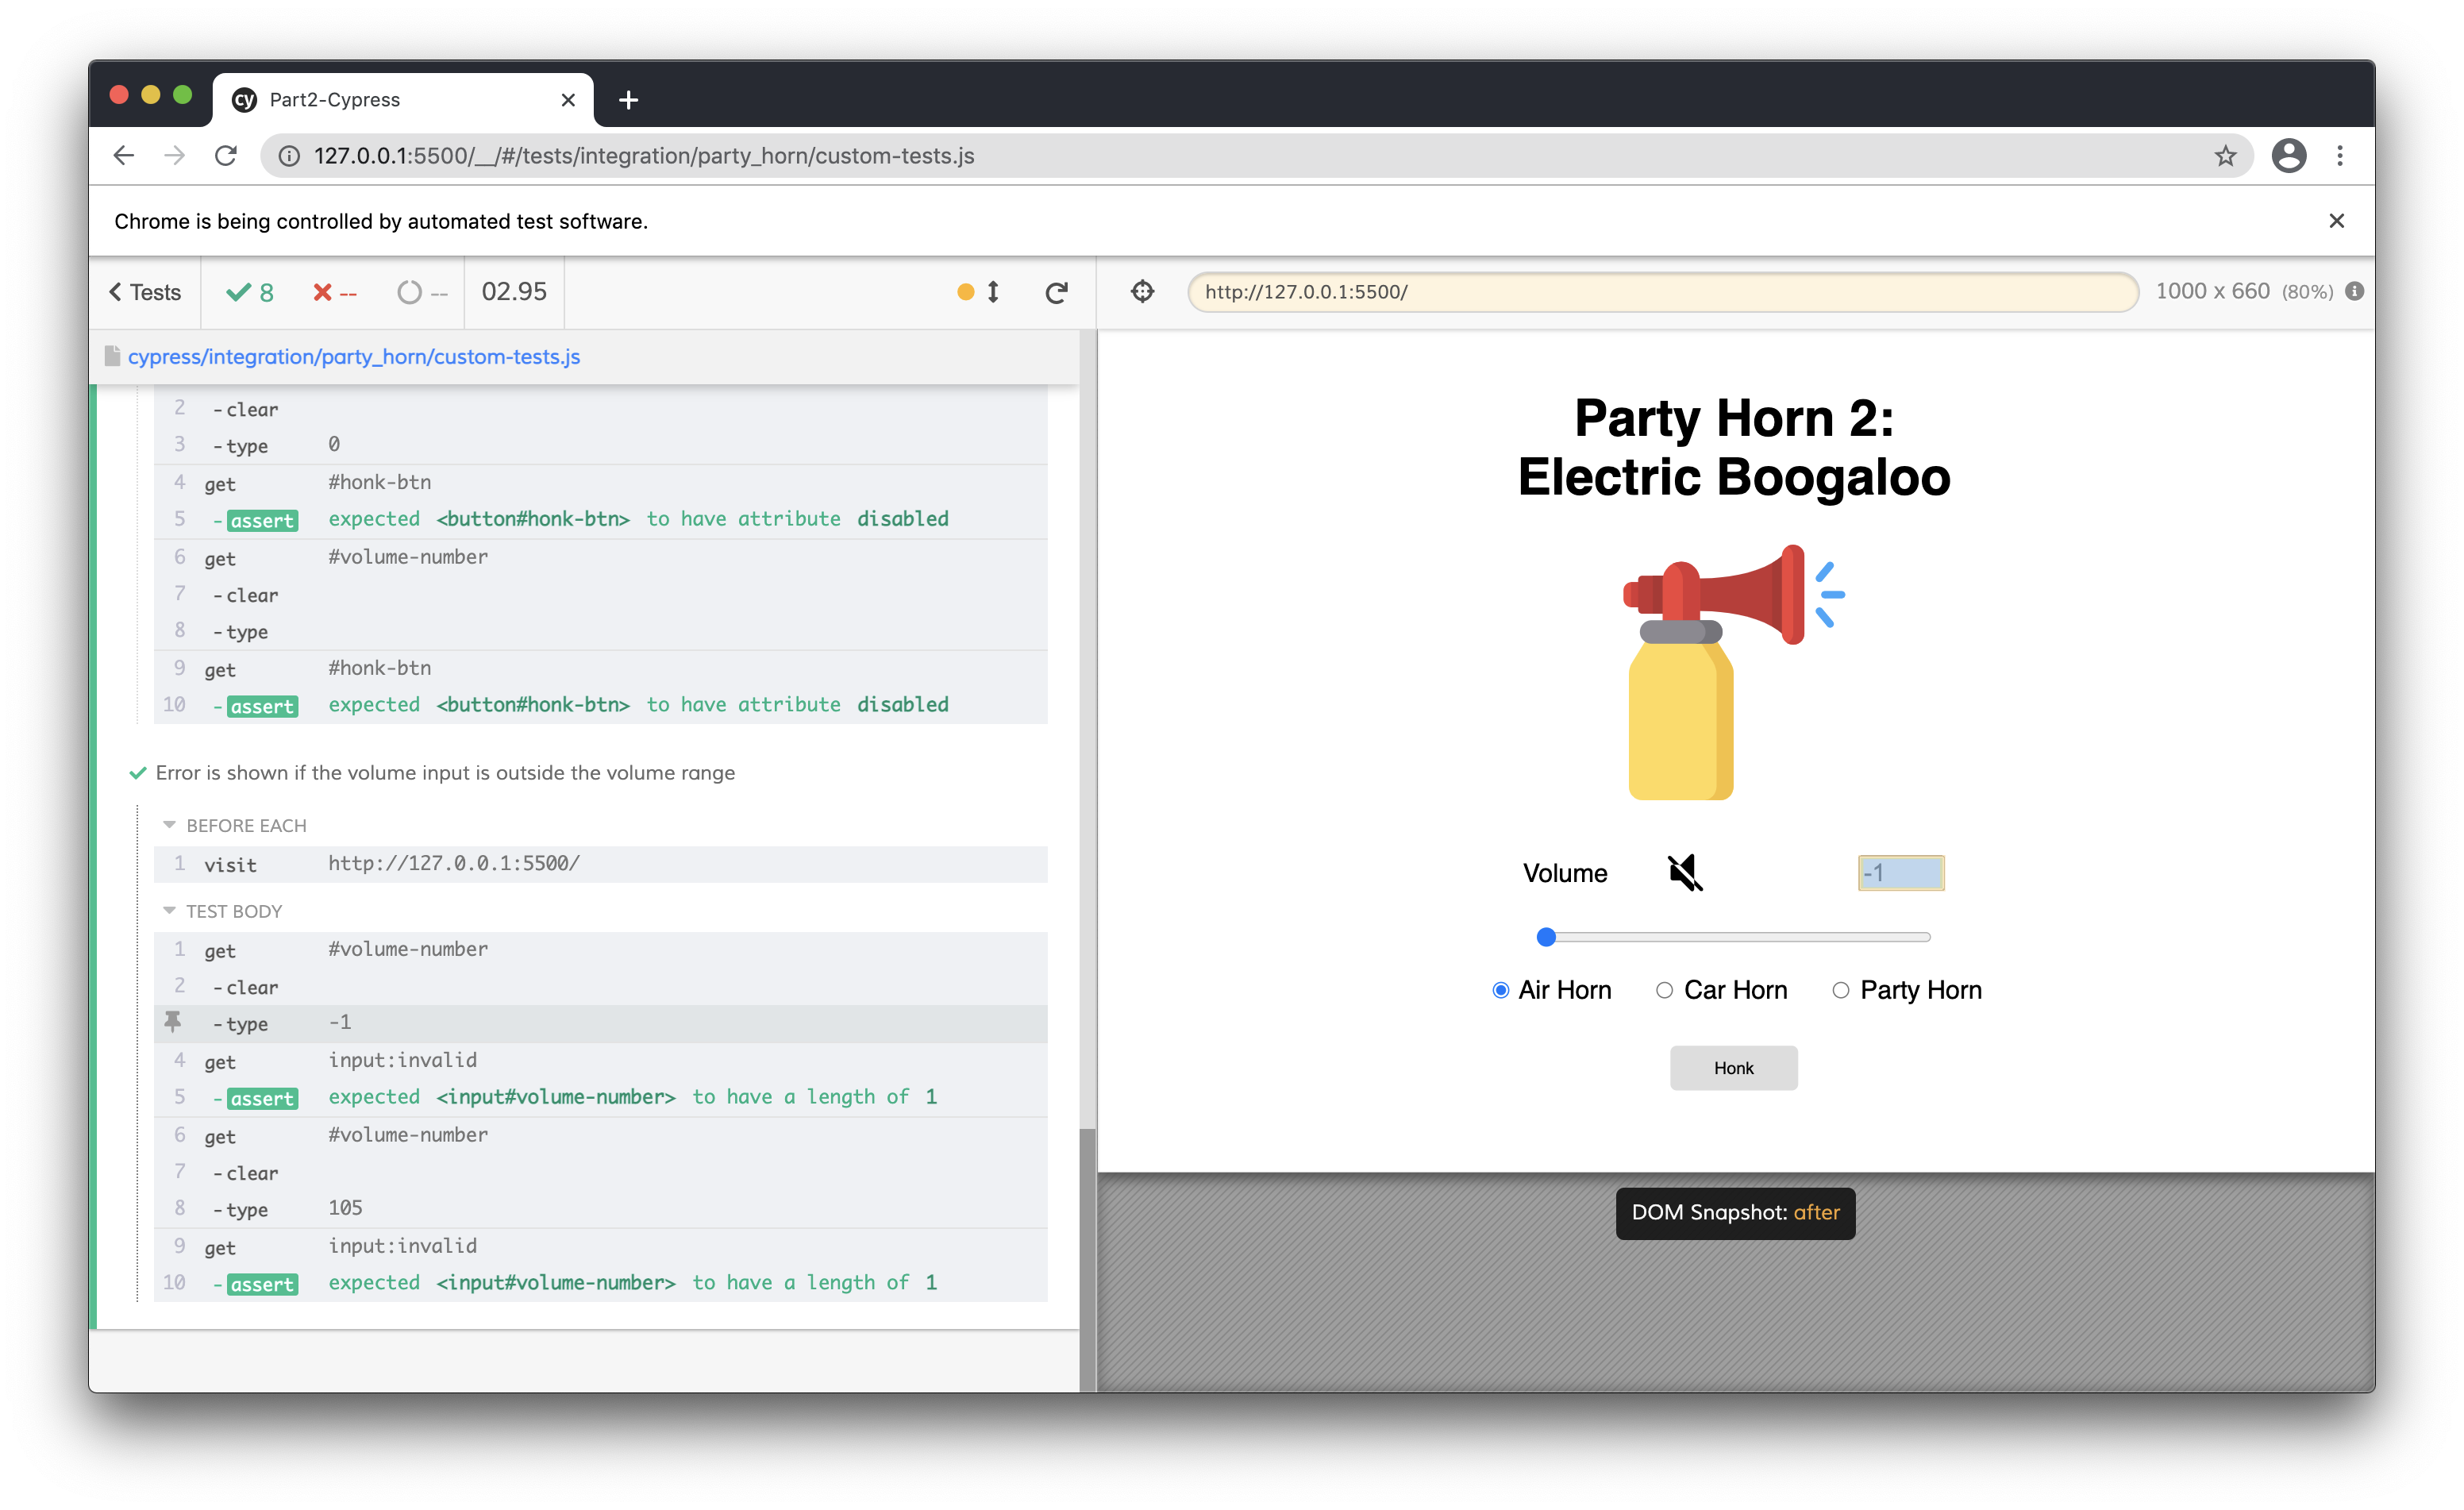 cy Part2-Cypress
127.0.0.1:5500/__/#/tests/integration/party_horn/custom-tests.js
Chrome is being controlled by automated test software.
Tests 8 -- -- 02.95
http://127.0.0.1:5500/ 1000 x 660 (80%)
cypress/integration/party_horn/custom-tests.js
2 -clear
3 -type 0
4 get #honk-btn
5 -assert expected <button#honk-btn> to have attribute disabled
6 get #volume-number
7 -clear
8 -type
9 get #honk-btn
10 -assert expected <button#honk-btn> to have attribute disabled
Error is shown if the volume input is outside the volume range
BEFORE EACH
1 visit http://127.0.0.1:5500/
TEST BODY
1 get #volume-number
2 -clear
-type -1
4 get input:invalid
5 -assert expected <input#volume-number> to have a length of 1
6 get #volume-number
7 -clear
8 -type 105
9 get input:invalid
10 -assert expected <input#volume-number> to have a length of 1
Party Horn 2:
Electric Boogaloo
Volume -1
Air Horn Car Horn Party Horn
Honk
DOM Snapshot: after